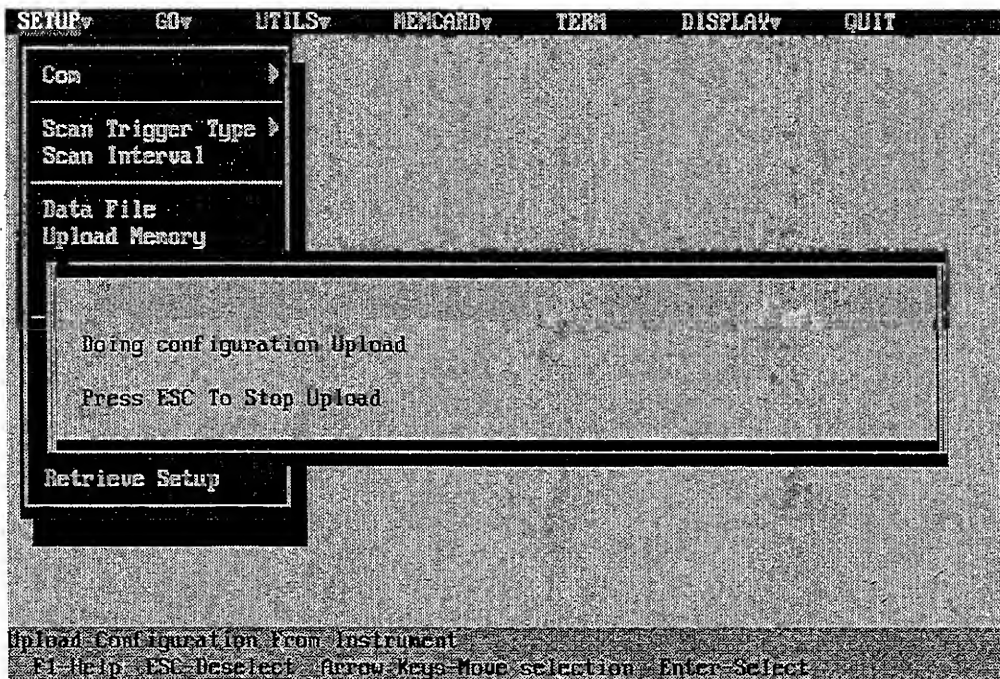 SETUP▼ GO▼ UTILS▼ MEMCARD▼ TERM DISPLAY▼ QUIT
Com
Scan Trigger Type
Scan Interval
Data File
Upload Memory
Doing configuration Upload
Press ESC To Stop Upload
Retrieve Setup
Upload Configuration From Instrument
F1-Help ESC-Deselect Arrow-Keys-Move selection Enter-Select